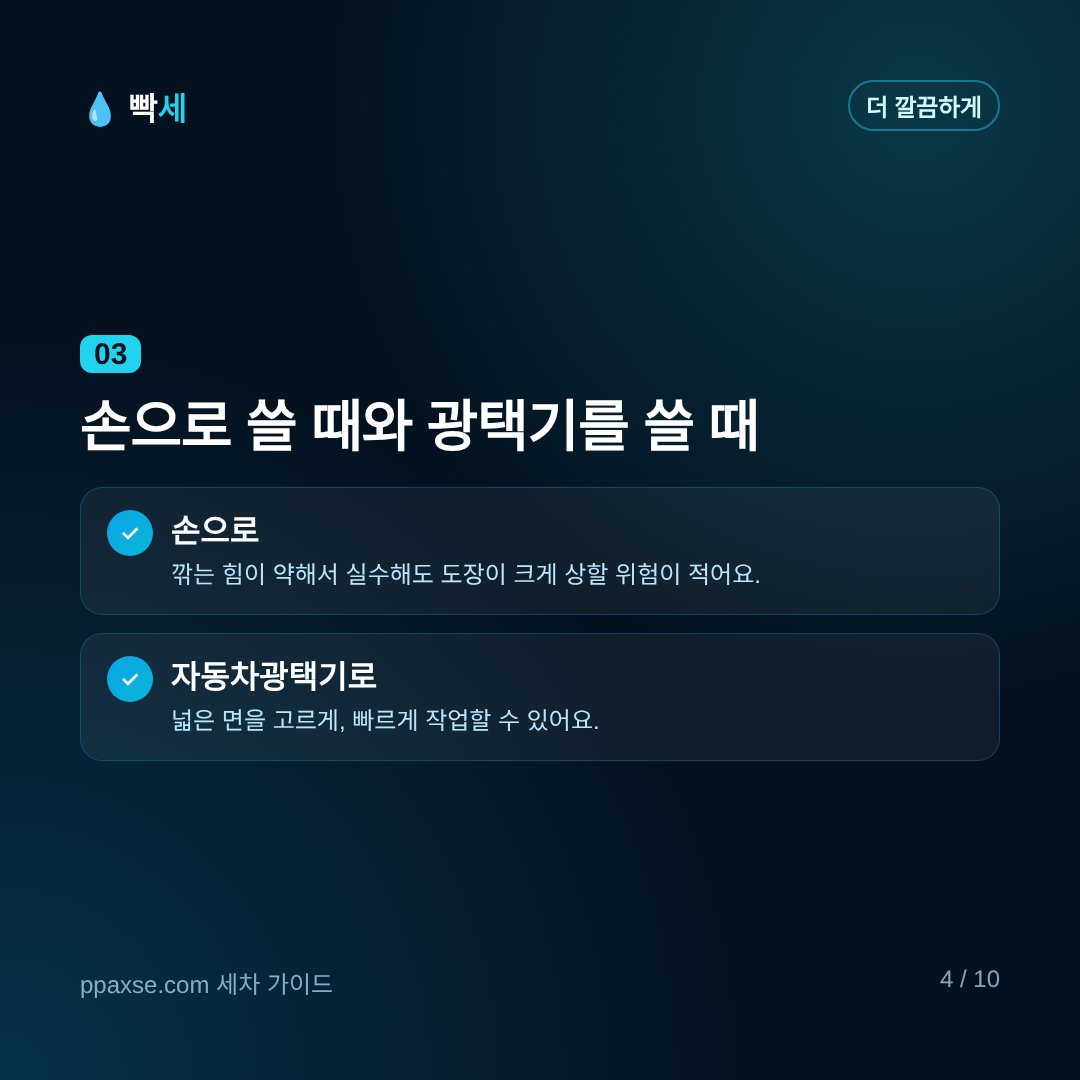 빡세
더 깔끔하게
03
손으로 쓸 때와 광택기를 쓸 때
손으로
깎는 힘이 약해서 실수해도 도장이 크게 상할 위험이 적어요.
자동차광택기로
넓은 면을 고르게, 빠르게 작업할 수 있어요.
ppaxse.com 세차 가이드
4 / 10